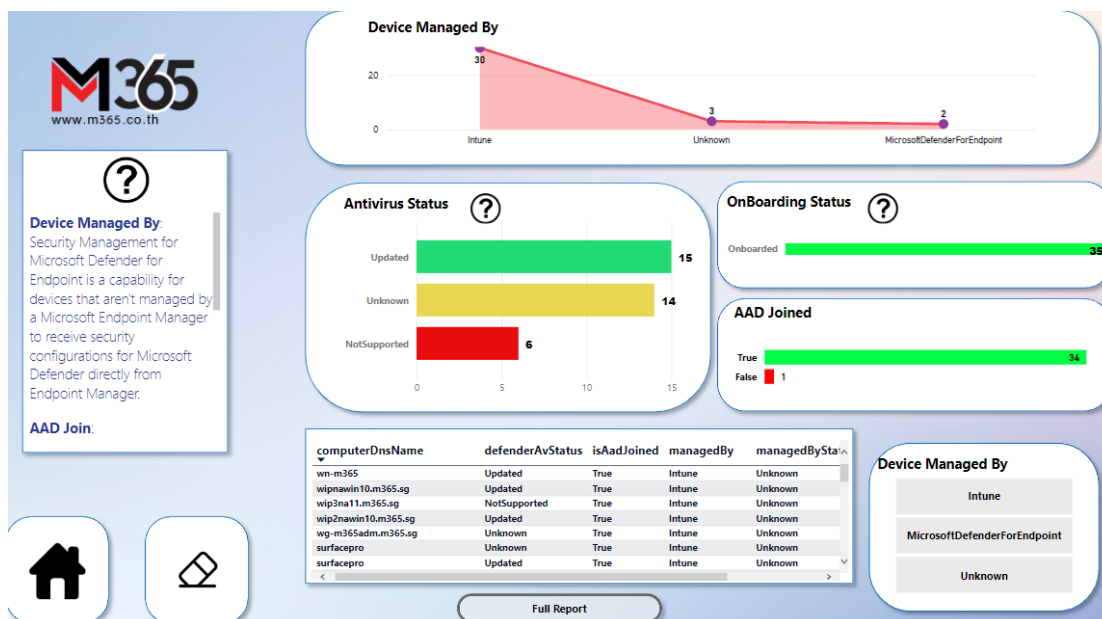 M365
www.m365.co.th
?
Device Managed By:
Security Management for
Microsoft Defender for
Endpoint is a capability for
devices that aren't managed by
a Microsoft Endpoint Manager
to receive security
configurations for Microsoft
Defender directly from
Endpoint Manager.
AAD Join:
Device Managed By
20
0
30
3
2
Intune
Unknown
MicrosoftDefenderForEndpoint
Antivirus Status ?
Updated 15
Unknown 14
NotSupported 6
0 5 10 15
OnBoarding Status ?
Onboarded 35
AAD Joined
True 34
False 1
computerDnsName defenderAvStatus isAadJoined managedBy managedByStat
wn-m365 Updated True Intune Unknown
wipnawin10.m365.sg Updated True Intune Unknown
wip3na11.m365.sg NotSupported True Intune Unknown
wip2nawin10.m365.sg Updated True Intune Unknown
wg-m365adm.m365.sg Unknown True Intune Unknown
surfacepro Unknown True Intune Unknown
surfacepro Updated True Intune Unknown
Device Managed By
Intune
MicrosoftDefenderForEndpoint
Unknown
Full Report